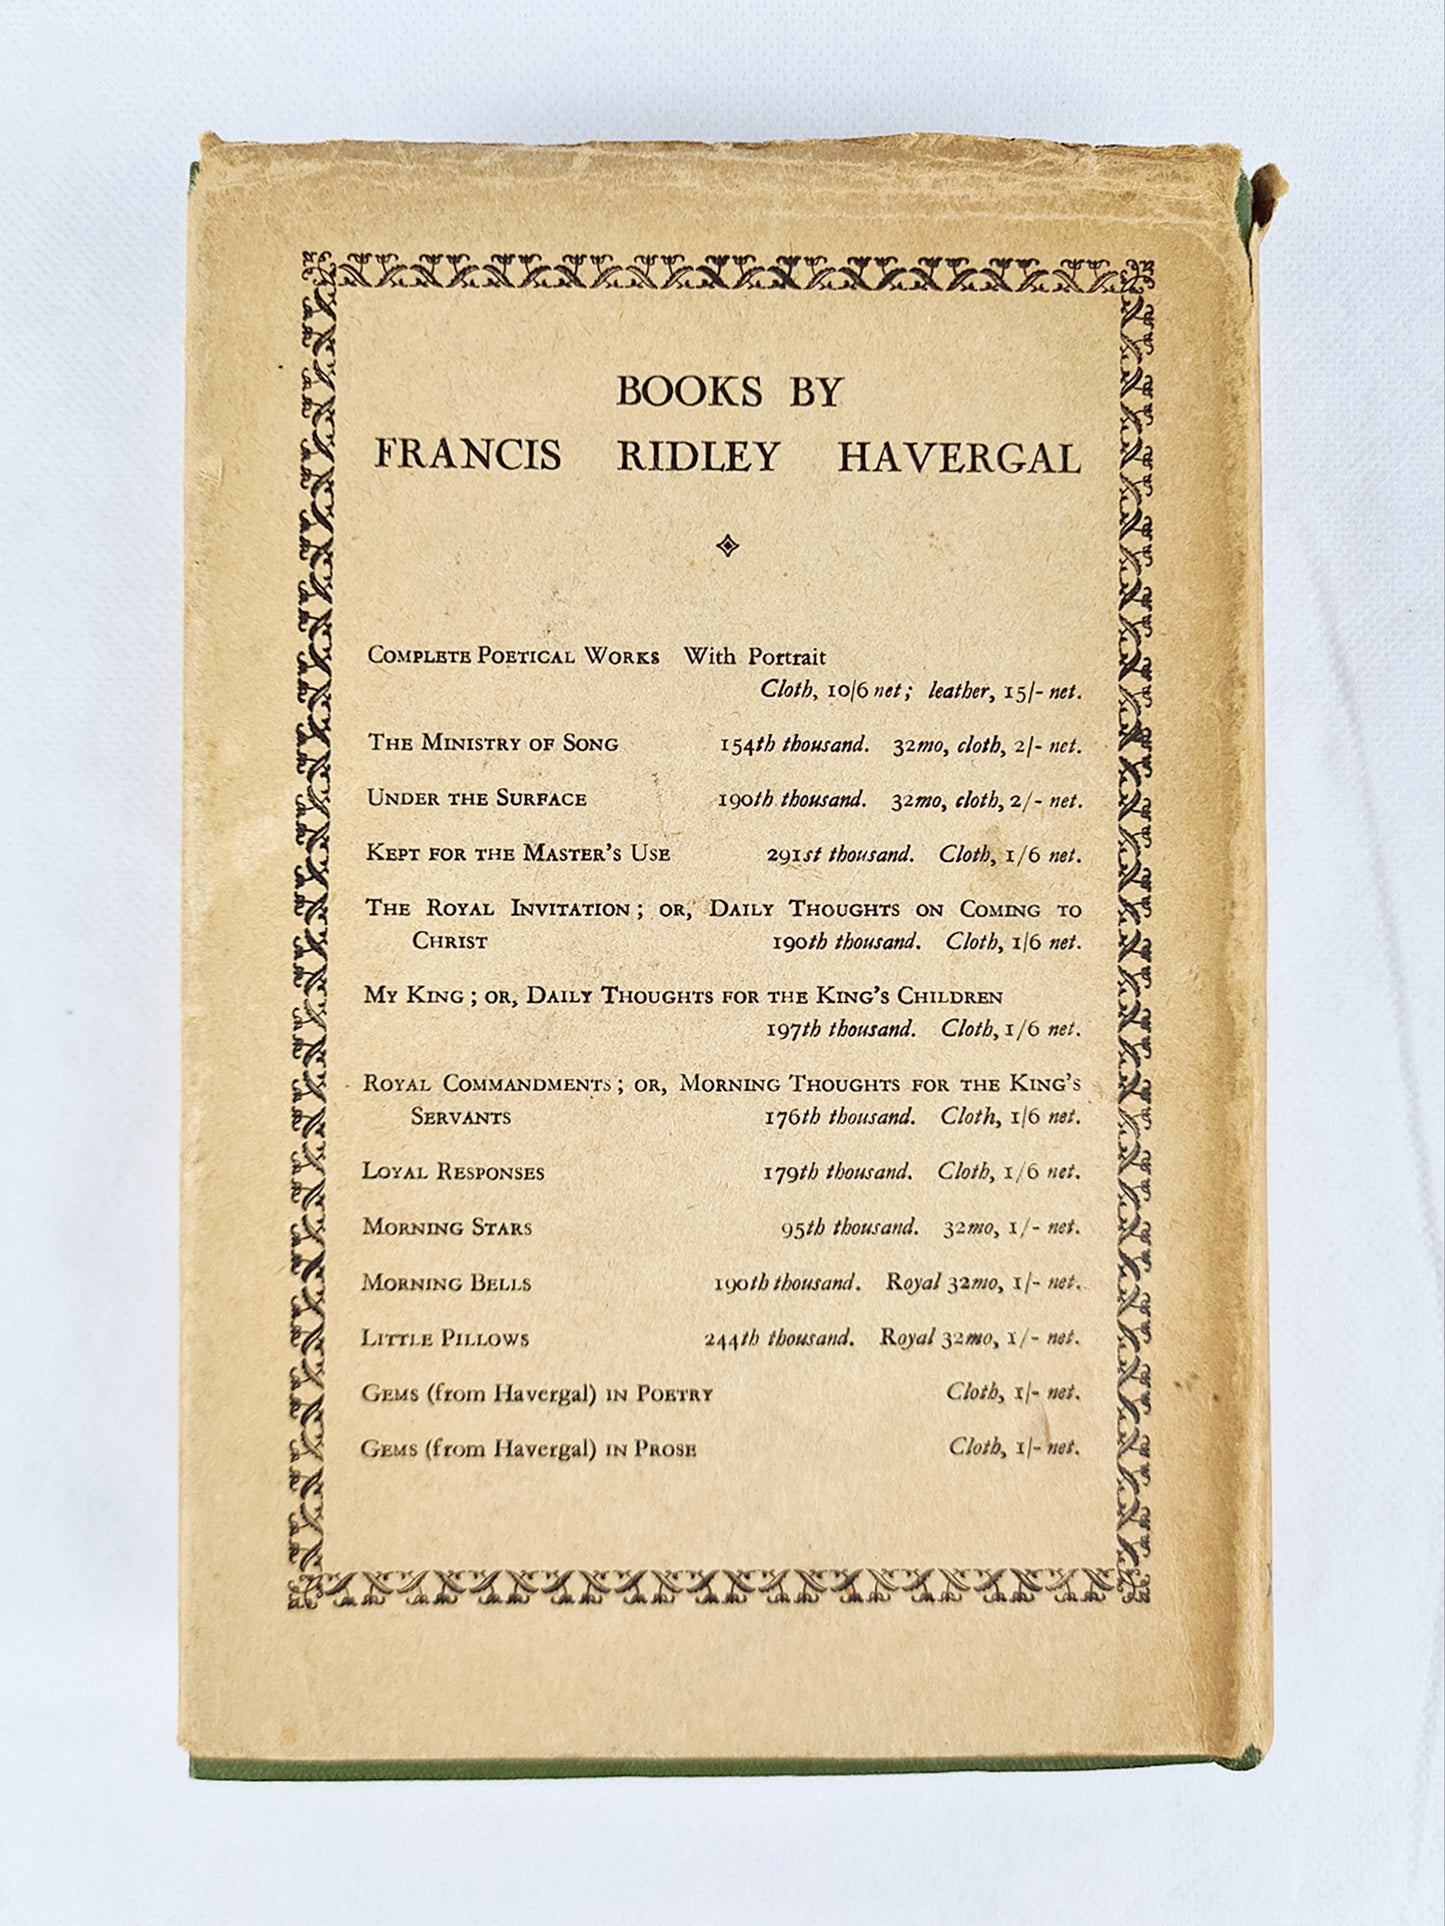 BOOKS BY
FRANCIS RIDLEY HAVERGAL
COMPLETE POETICAL WORKS With Portrait
Cloth, 10/6 net; leather, 15/- net.
THE MINISTRY OF SONG 154th thousand. 32mo, cloth, 2/- net.
UNDER THE SURFACE 190th thousand. 32mo, cloth, 2/- net.
KEPT FOR THE MASTER'S USE 291st thousand. Cloth, 1/6 net.
THE ROYAL INVITATION; OR, DAILY THOUGHTS ON COMING TO
CHRIST 190th thousand. Cloth, 1/6 net.
MY KING; OR, DAILY THOUGHTS FOR THE KING'S CHILDREN
197th thousand. Cloth, 1/6 net.
ROYAL COMMANDMENTS; OR, MORNING THOUGHTS FOR THE KING'S
SERVANTS 176th thousand. Cloth, 1/6 net.
LOYAL RESPONSES 179th thousand. Cloth, 1/6 net.
MORNING STARS 95th thousand. 32mo, 1/- net.
MORNING BELLS 190th thousand. Royal 32mo, 1/- net.
LITTLE PILLOWS 244th thousand. Royal 32mo, 1/- net.
GEMS (from Havergal) IN POETRY Cloth, 1/- net.
GEMS (from Havergal) IN PROSE Cloth, 1/- net.